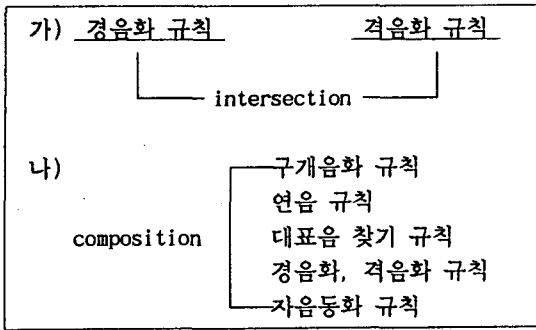 가) 경음화 규칙 격음화 규칙
intersection
나) 구개음화 규칙
연음 규칙
composition 대표음 찾기 규칙
경음화, 격음화 규칙
자음동화 규칙